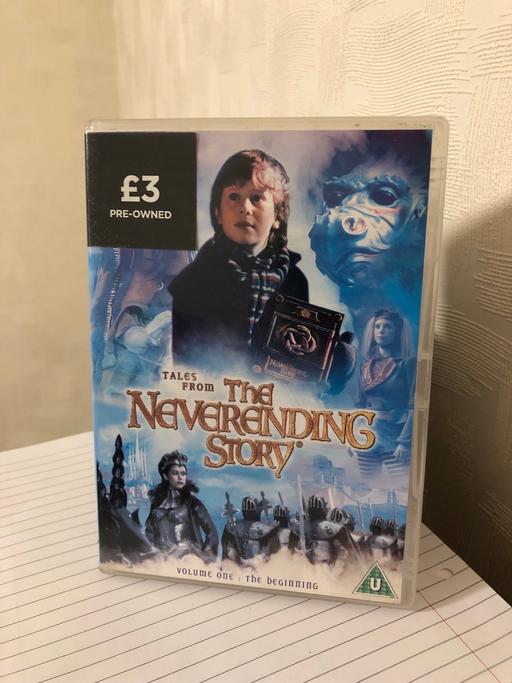 £3
PRE-OWNED
TALES
FROM THE
NEVERENDING
STORY®
VOLUME ONE : THE BEGINNING
U